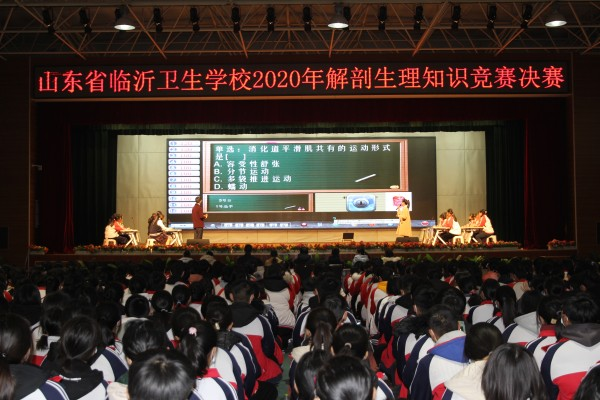 山东省临沂卫生学校2020年解剖生理知识竞赛决赛
单选：消化道平滑肌共有的运动形式
是[ ]
A. 容受性舒张
B. 分节运动
C. 多袋推进运动
D. 蠕动